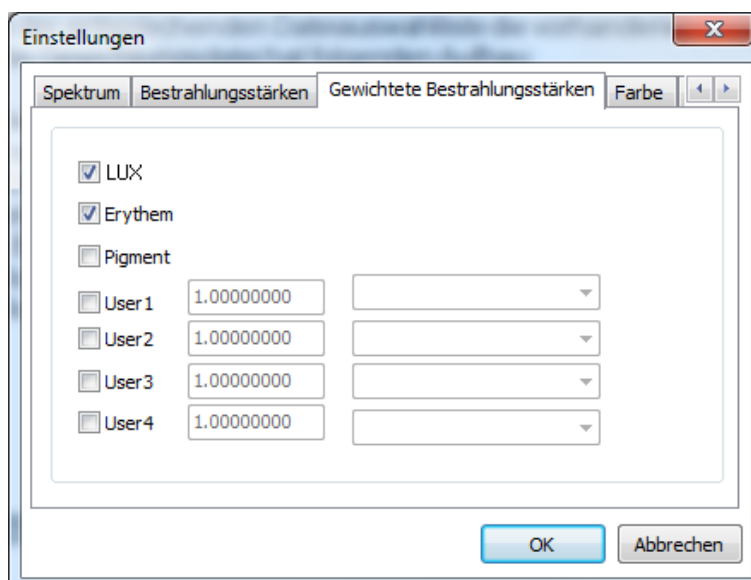 Einstellungen
Spektrum Bestrahlungsstärken Gewichtete Bestrahlungsstärken Farbe
LUX
Erythem
Pigment
User1 1.00000000
User2 1.00000000
User3 1.00000000
User4 1.00000000
OK Abbrechen